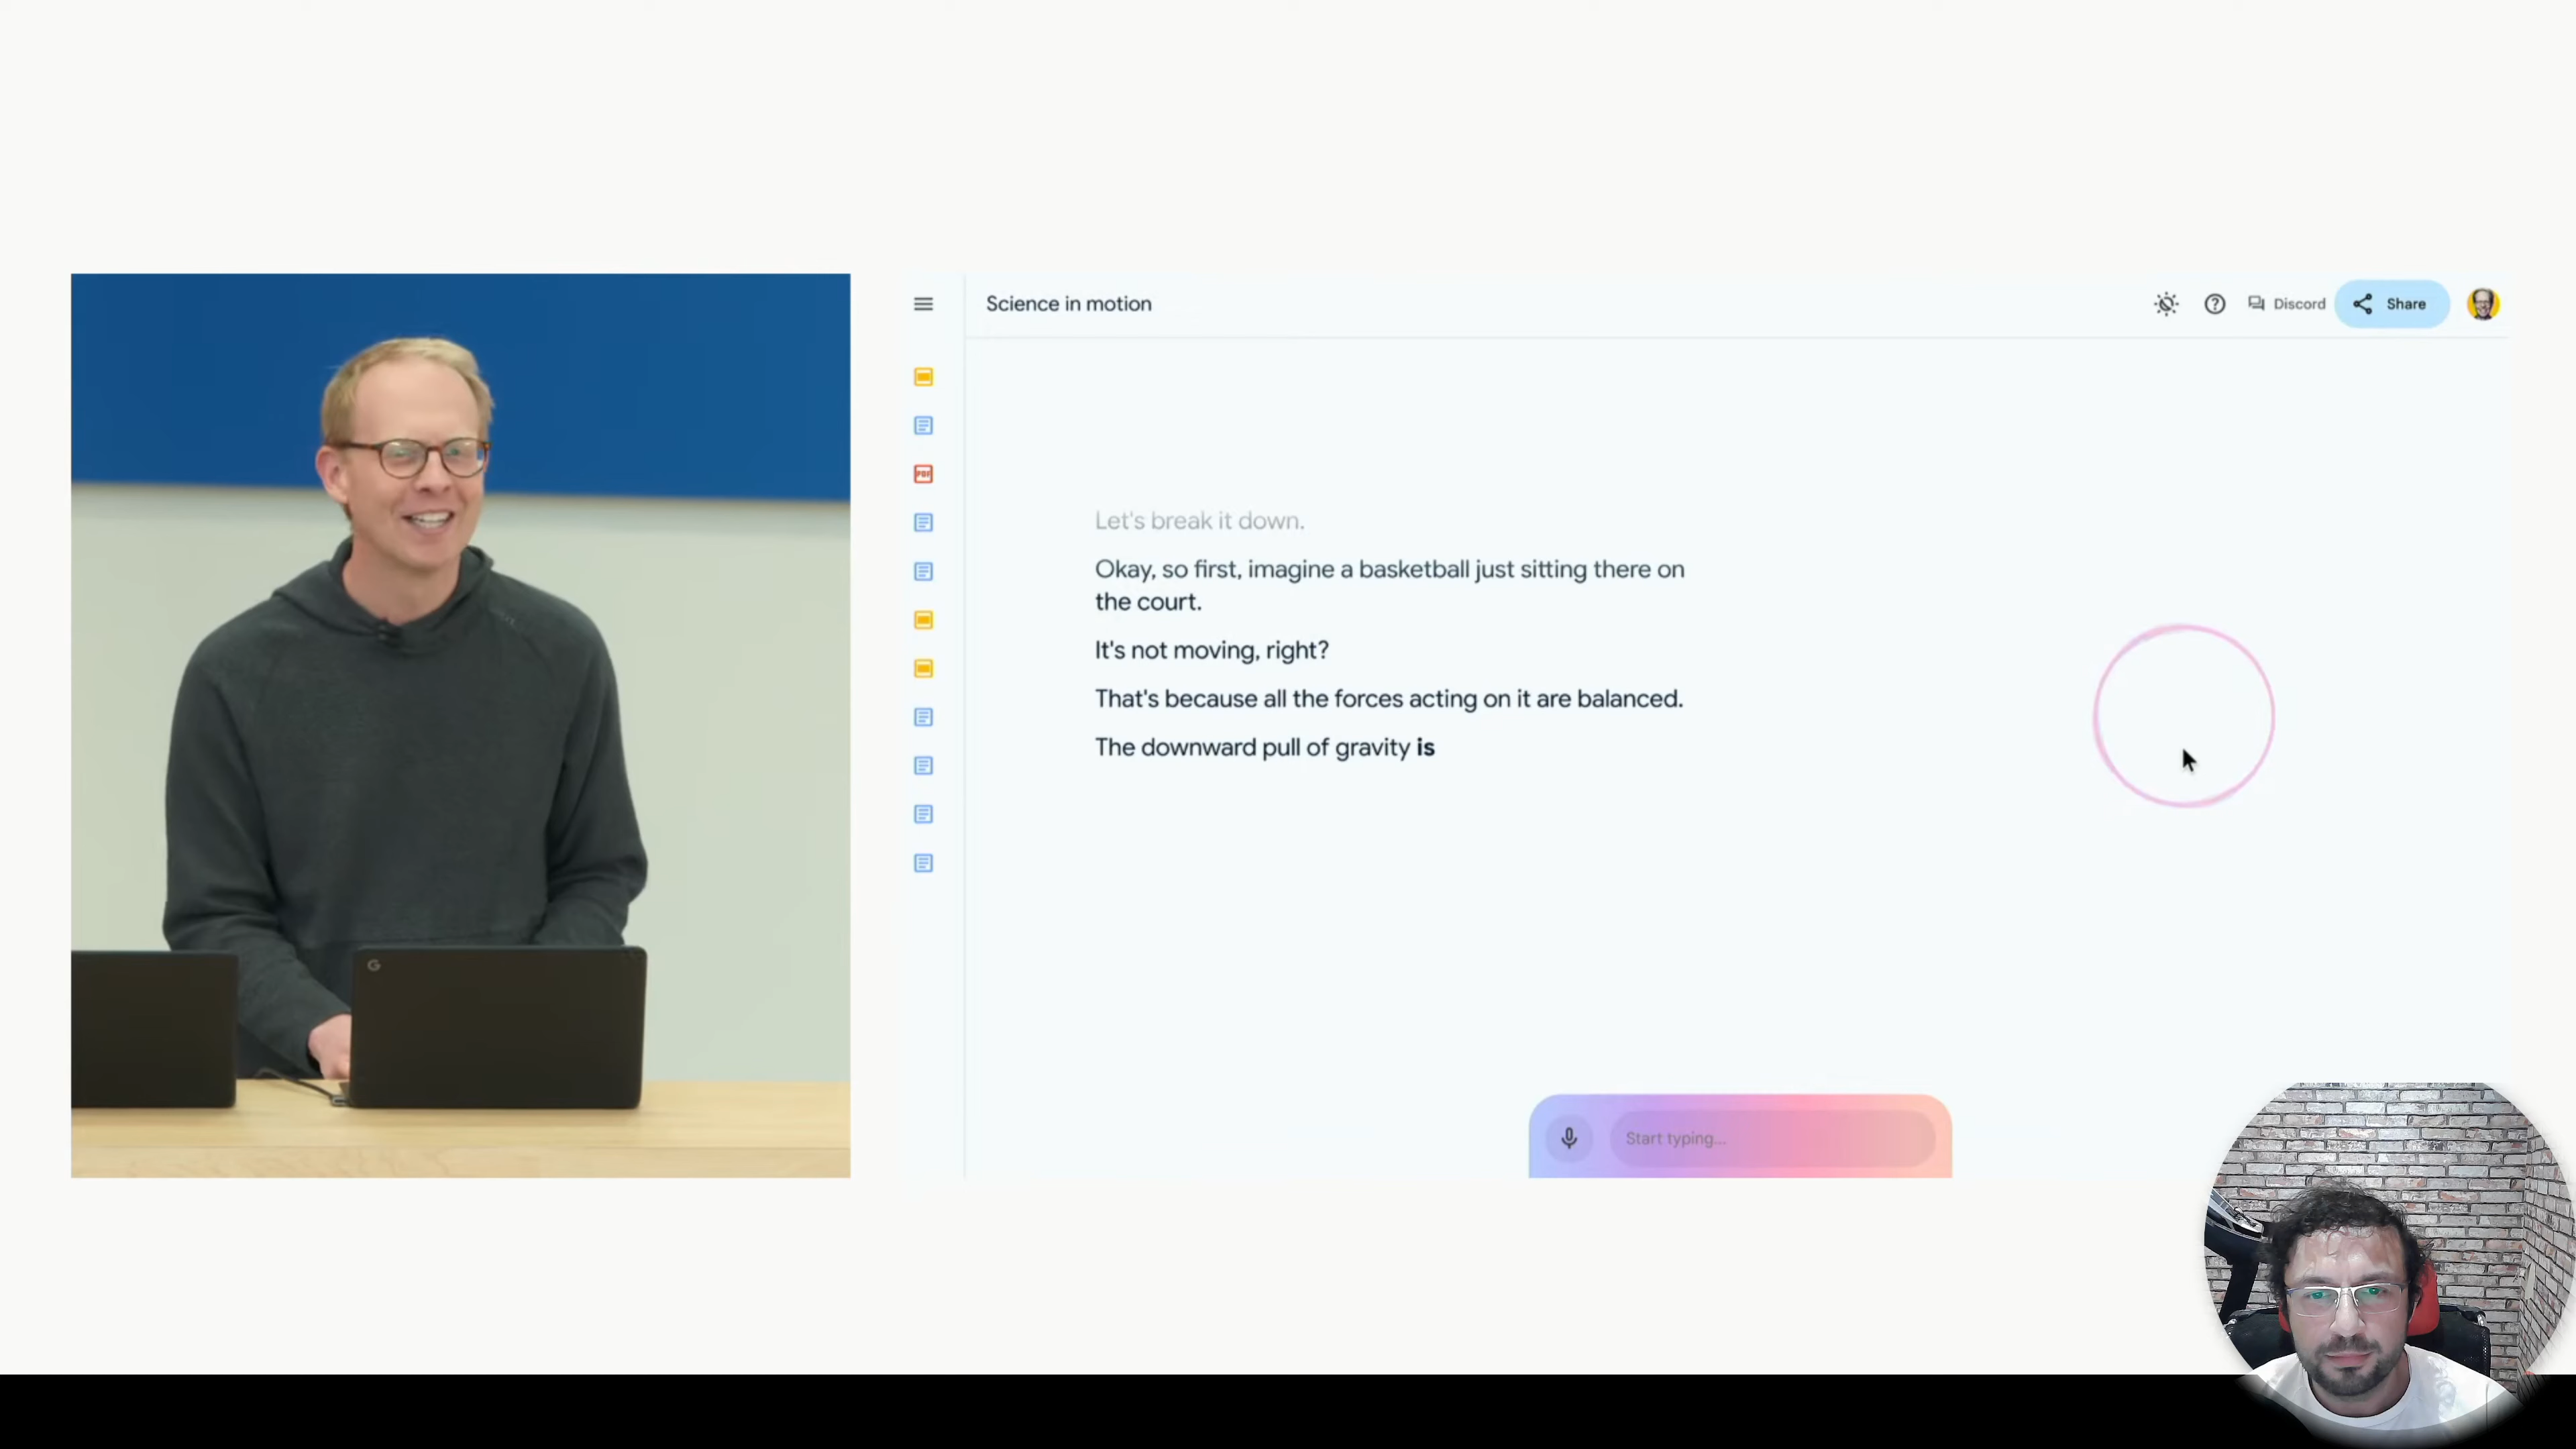 Science in motion
Discord
Share
PDF
Let's break it down.
Okay, so first, imagine a basketball just sitting there on
the court.
It's not moving, right?
That's because all the forces acting on it are balanced.
The downward pull of gravity is
Start typing...
G